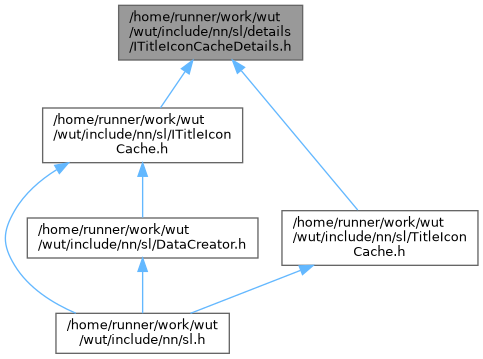 /home/runner/work/wut
/wut/include/nn/sl/details
/ITitleIconCacheDetails.h
/home/runner/work/wut
/wut/include/nn/sl/ITitleIcon
Cache.h
/home/runner/work/wut
/wut/include/nn/sl/DataCreator.h
/home/runner/work/wut
/wut/include/nn/sl/TitleIcon
Cache.h
/home/runner/work/wut
/wut/include/nn/sl.h